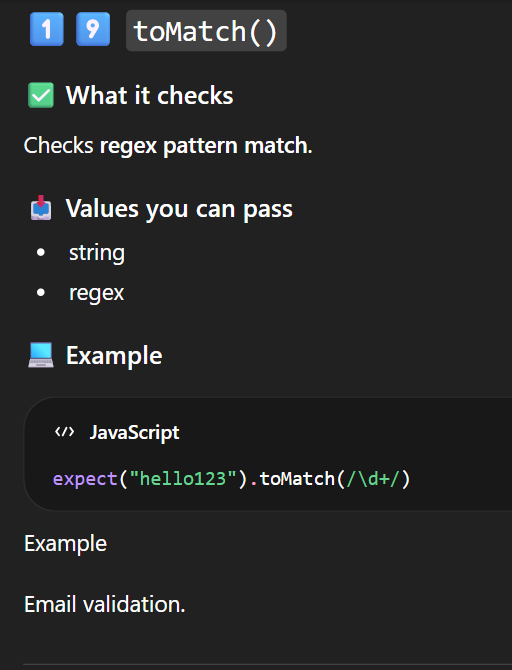 1 9 toMatch()
What it checks
Checks regex pattern match.
Values you can pass
string
regex
Example
</> JavaScript
expect("hello123").toMatch(/\d+/)
Example
Email validation.